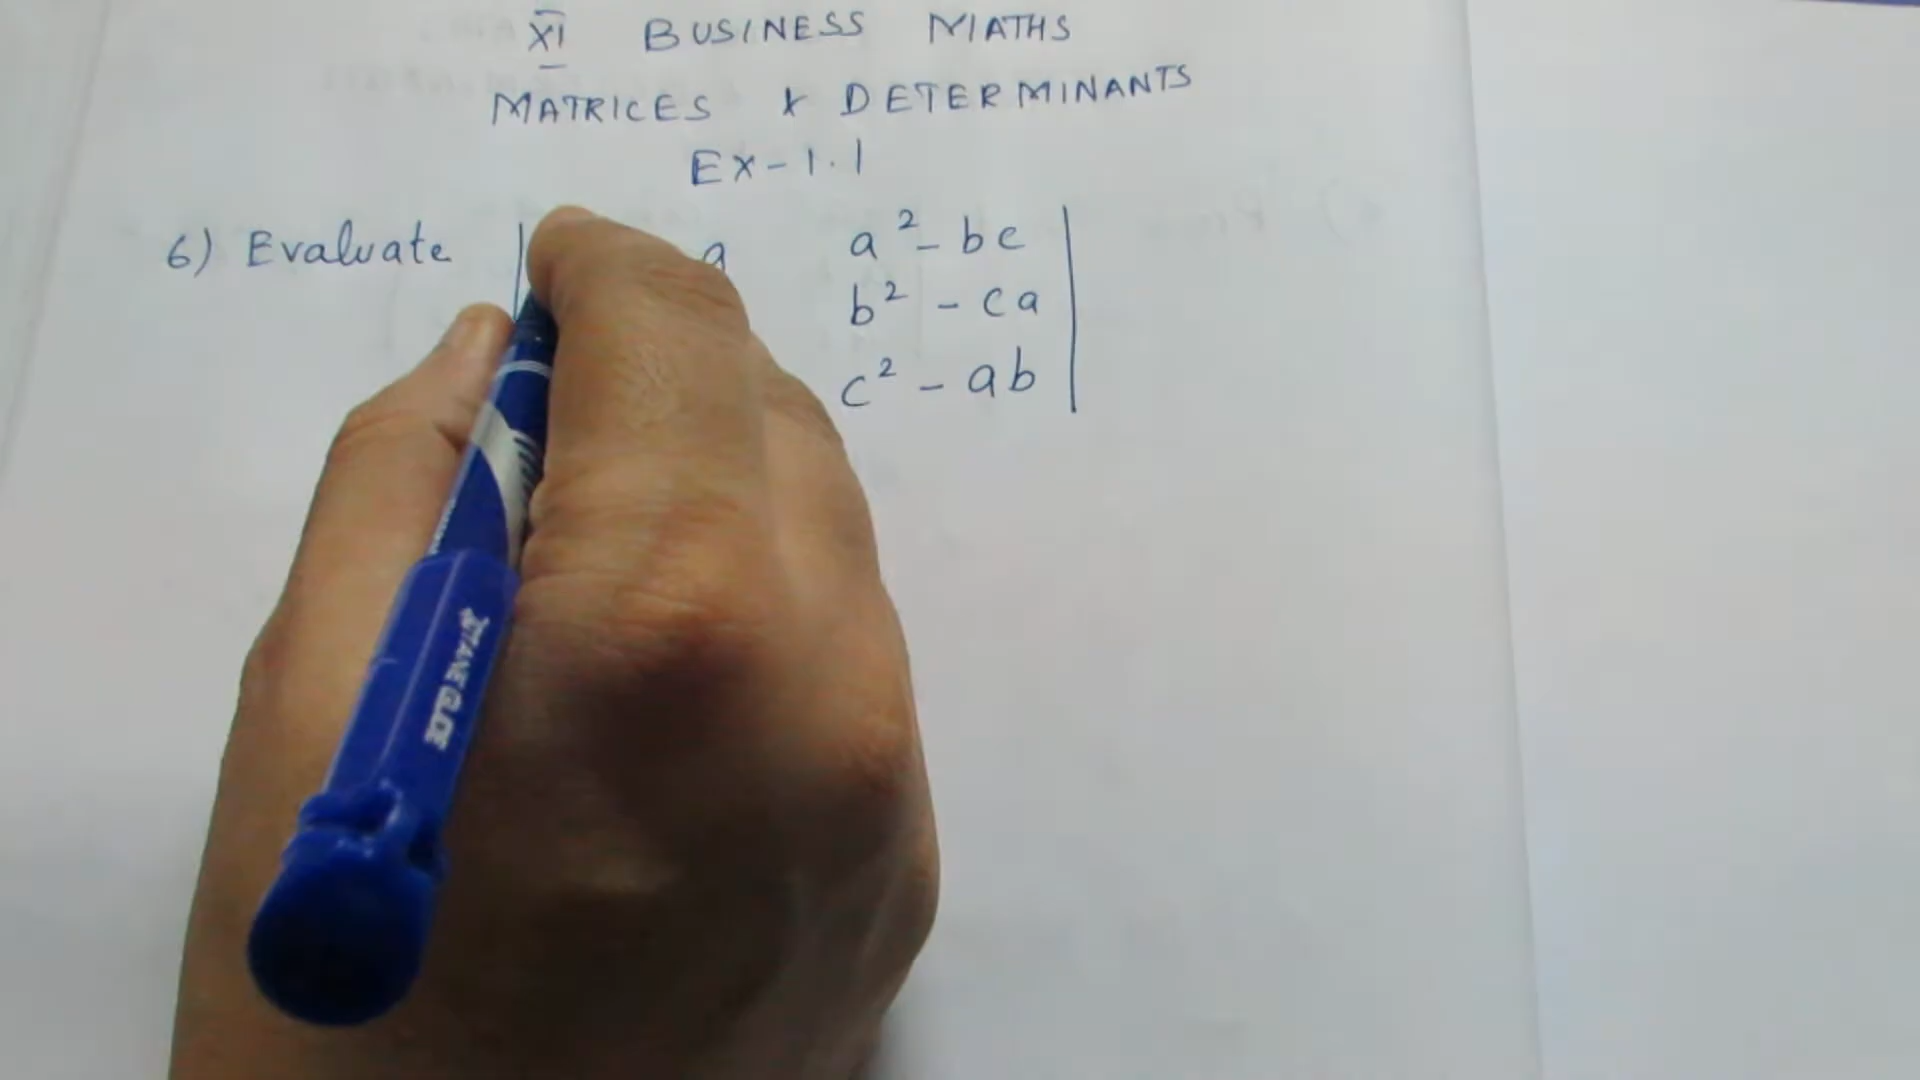 XI BUSINESS MATHS
MATRICES & DETERMINANTS
EX-1.1
6) Evaluate | a a² - bc |
b² - ca
c² - ab